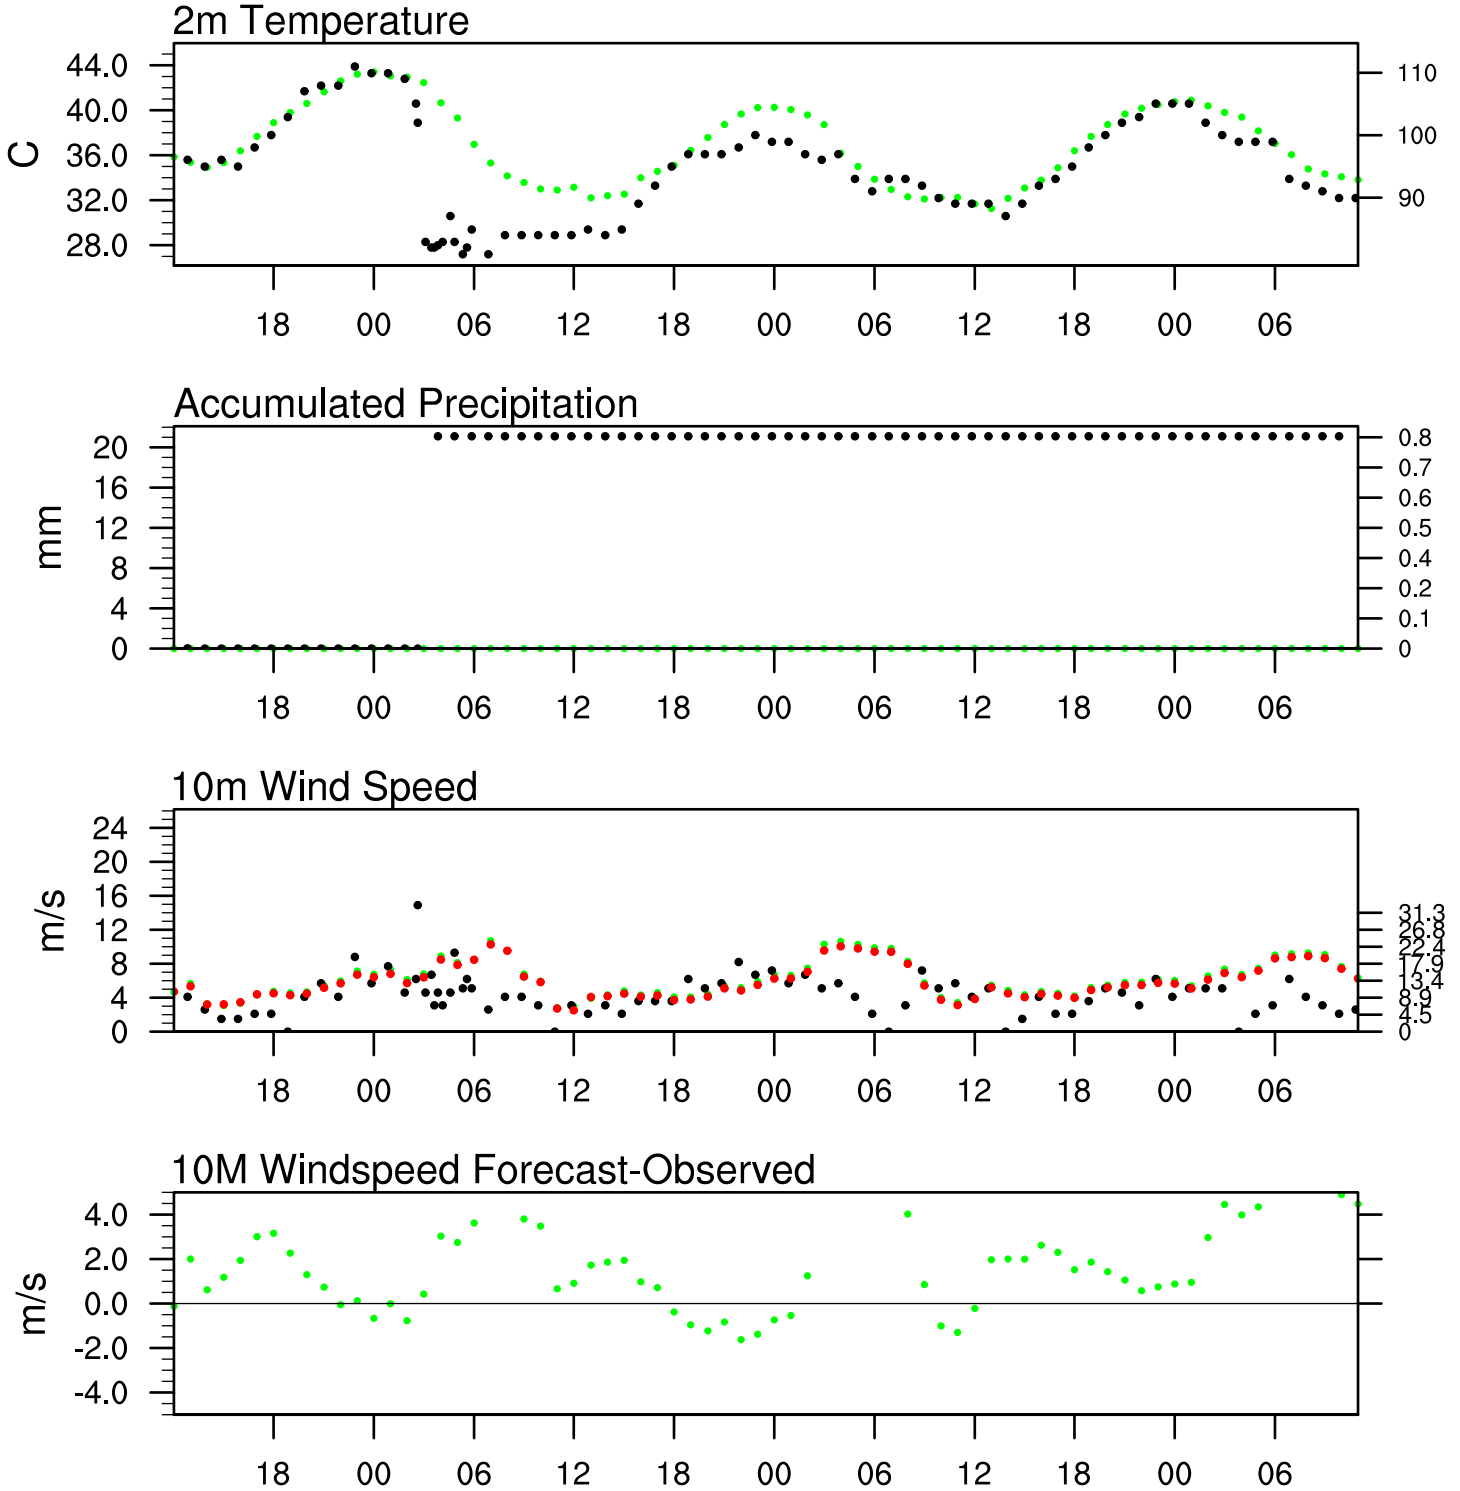 2m Temperature
44.0 110
40.0
C 36.0 100
32.0 90
28.0
18 00 06 12 18 00 06 12 18 00 06
Accumulated Precipitation
20 0.8
0.7
16 0.6
mm 12 0.5
0.4
8 0.2
4 0.1
0 0
18 00 06 12 18 00 06 12 18 00 06
10m Wind Speed
24
20
16
m/s 12 31.3
26.8
22.4
8 17.9
13.4
4 8.9
4.5
0 0
18 00 06 12 18 00 06 12 18 00 06
10M Windspeed Forecast-Observed
4.0
2.0
m/s 0.0
-2.0
-4.0
18 00 06 12 18 00 06 12 18 00 06